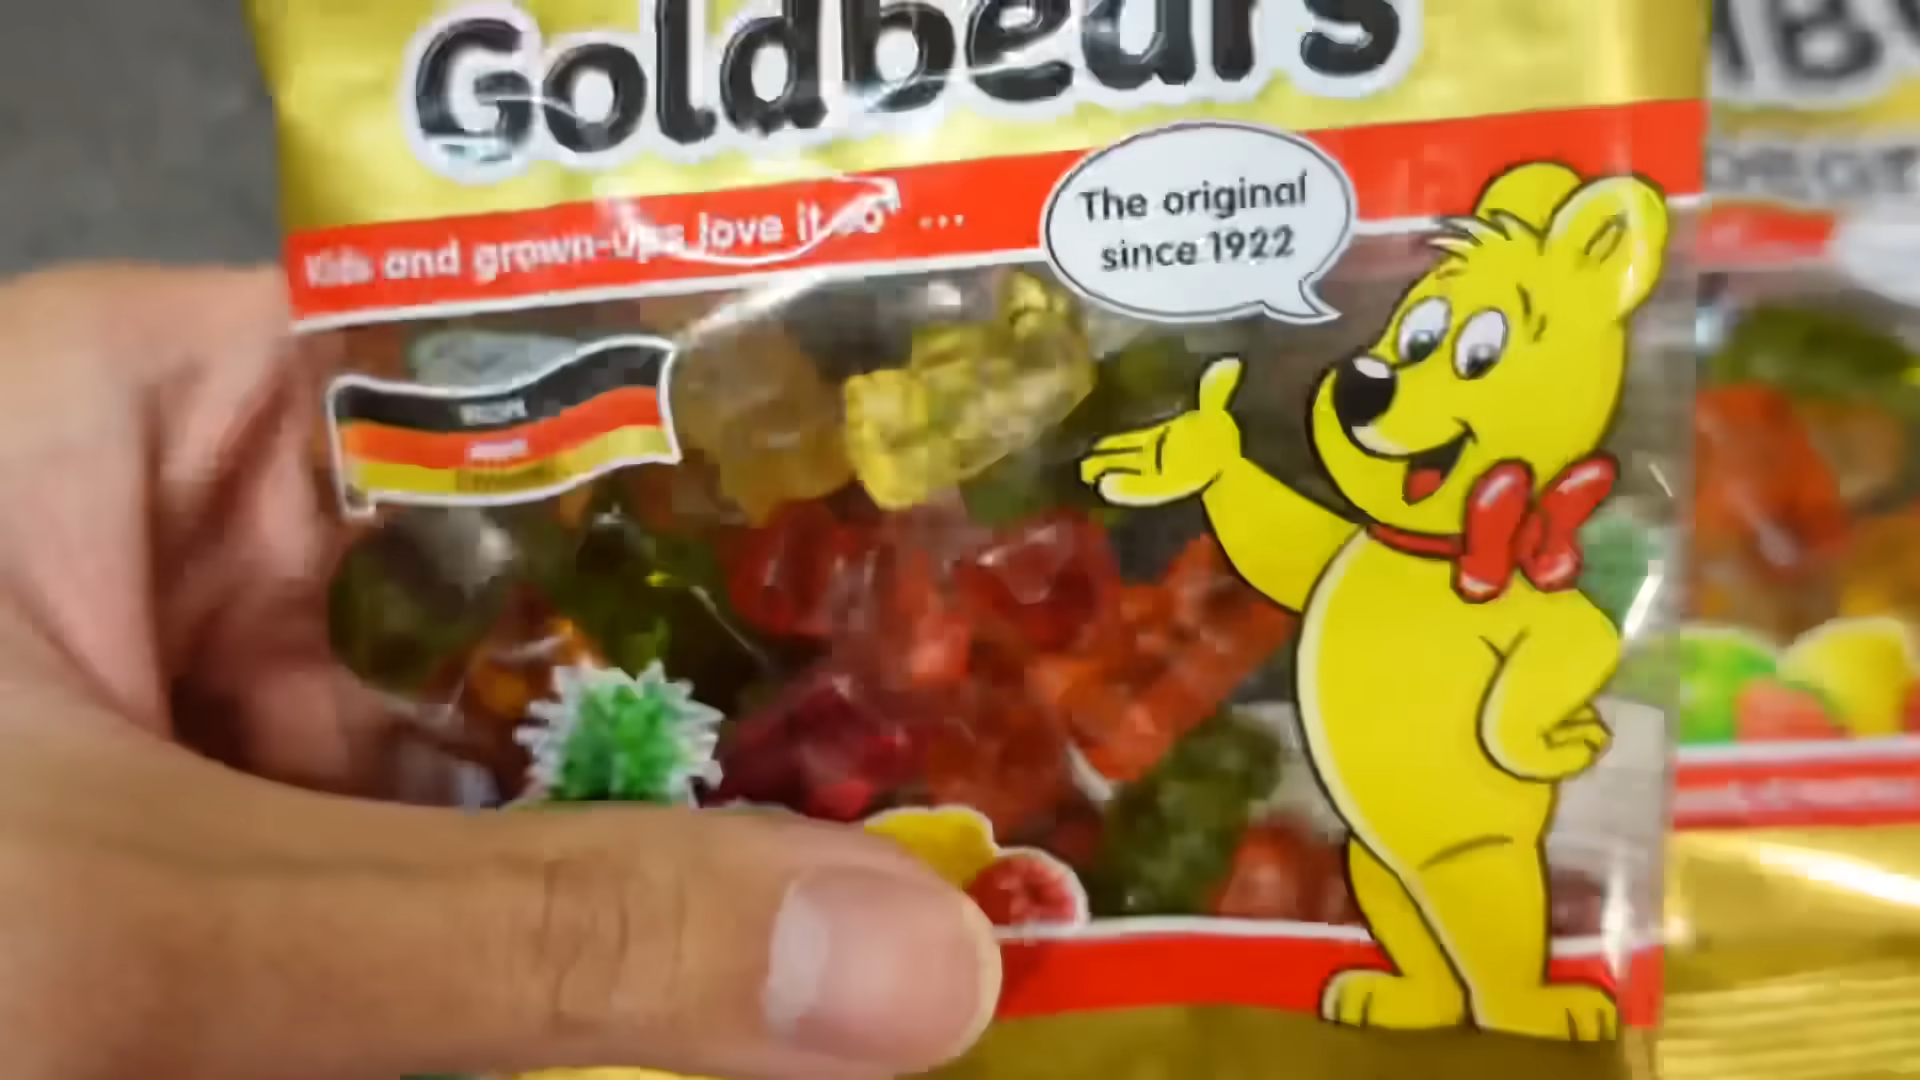 Goldbears
Kids and grown-ups love it so ...
The original
since 1922